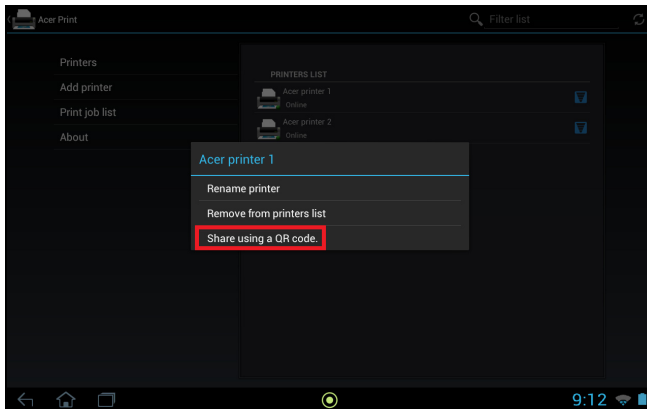 Acer Print
Filter list
Printers
Add printer
Print job list
About
PRINTERS LIST
Acer printer 1
Online
Acer printer 2
Online
Acer printer 1
Rename printer
Remove from printers list
Share using a QR code.
9:12